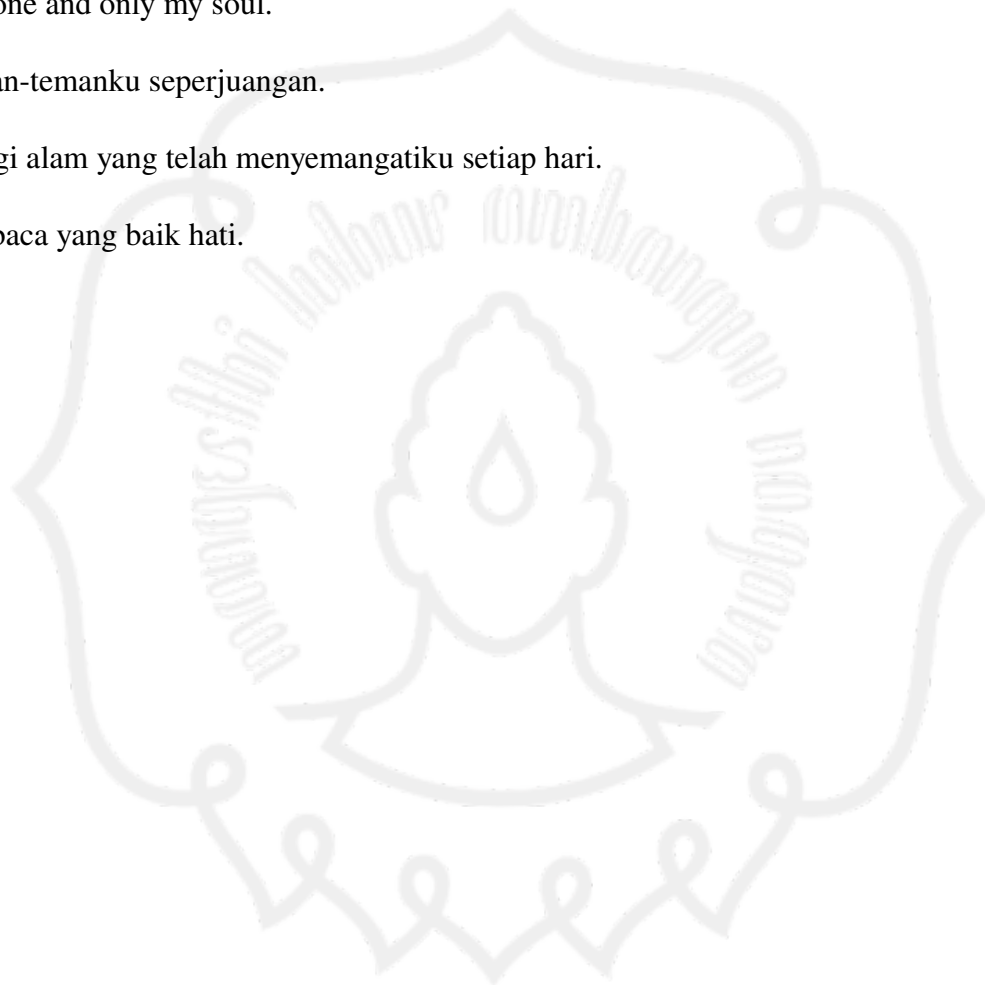 one and only my soul.
an-temanku seperjuangan.
gi alam yang telah menyemangatiku setiap hari.
baca yang baik hati.